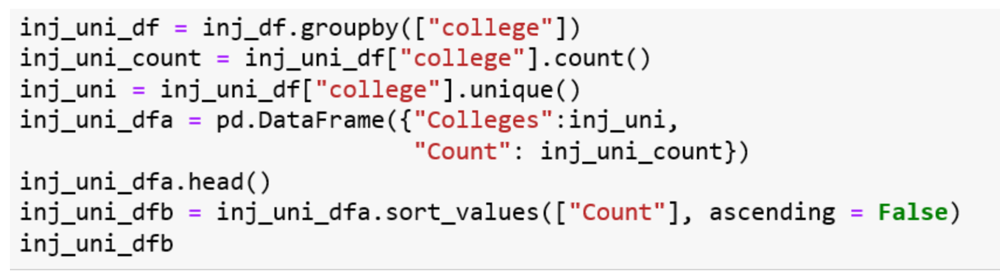 inj_uni_df = inj_df.groupby(["college"])
inj_uni_count = inj_uni_df["college"].count()
inj_uni = inj_uni_df["college"].unique()
inj_uni_dfa = pd.DataFrame({"Colleges":inj_uni,
                            "Count": inj_uni_count})
inj_uni_dfa.head()
inj_uni_dfb = inj_uni_dfa.sort_values(["Count"], ascending = False)
inj_uni_dfb